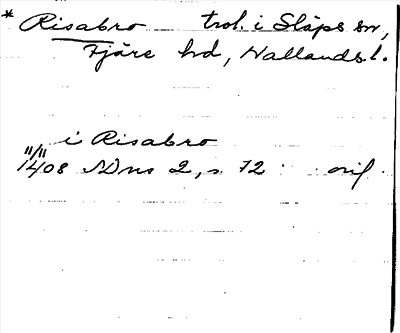 * Risabro trol. i Släps sn,
Fjäre hd, Hallands l.
i Risabro
11/11
1408 SDns 2, s. 72 orig.